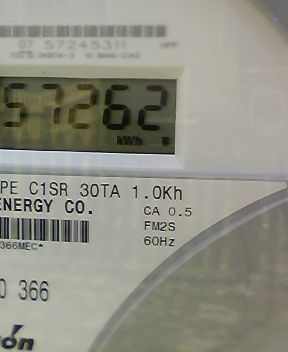 07 57245311
57262
kWh
PE C1SR 30TA 1.0Kh
ENERGY CO.
CA 0.5
FM2S
60Hz
366MEC*
0 366
ón